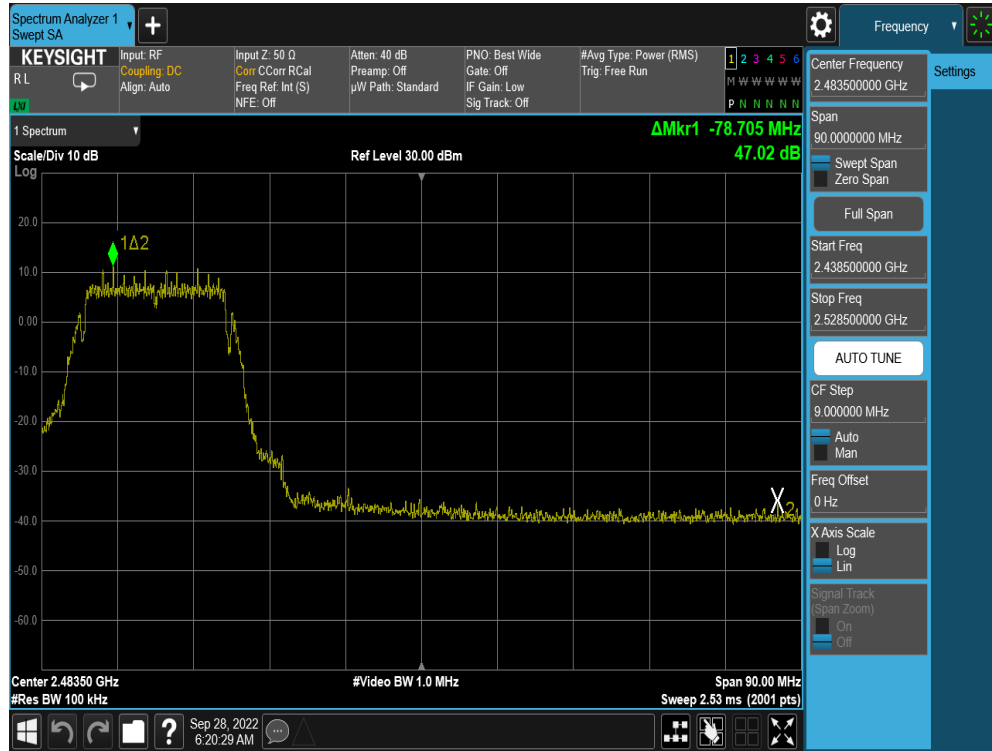 Spectrum Analyzer 1
Swept SA
Frequency
KEYSIGHT
R L
LXI
Input: RF
Coupling: DC
Align: Auto
Input Z: 50 Ω
Corr CCorr RCal
Freq Ref: Int (S)
NFE: Off
Atten: 40 dB
Preamp: Off
µW Path: Standard
PNO: Best Wide
Gate: Off
IF Gain: Low
Sig Track: Off
#Avg Type: Power (RMS)
Trig: Free Run
1 2 3 4 5 6
M W W W W W
P N N N N N
Center Frequency
2.483500000 GHz
Settings
Span
90.0000000 MHz
Swept Span
Zero Span
Full Span
Start Freq
2.438500000 GHz
Stop Freq
2.528500000 GHz
AUTO TUNE
CF Step
9.000000 MHz
Auto
Man
Freq Offset
0 Hz
X Axis Scale
Log
Lin
Signal Track
(Span Zoom)
On
Off
1 Spectrum
ΔMkr1 -78.705 MHz
47.02 dB
Scale/Div 10 dB
Ref Level 30.00 dBm
Log
20.0
1Δ2
10.0
0.00
-10.0
-20.0
-30.0
X2
-40.0
-50.0
-60.0
Center 2.48350 GHz
#Video BW 1.0 MHz
Span 90.00 MHz
#Res BW 100 kHz
Sweep 2.53 ms (2001 pts)
?
Sep 28, 2022
6:20:29 AM